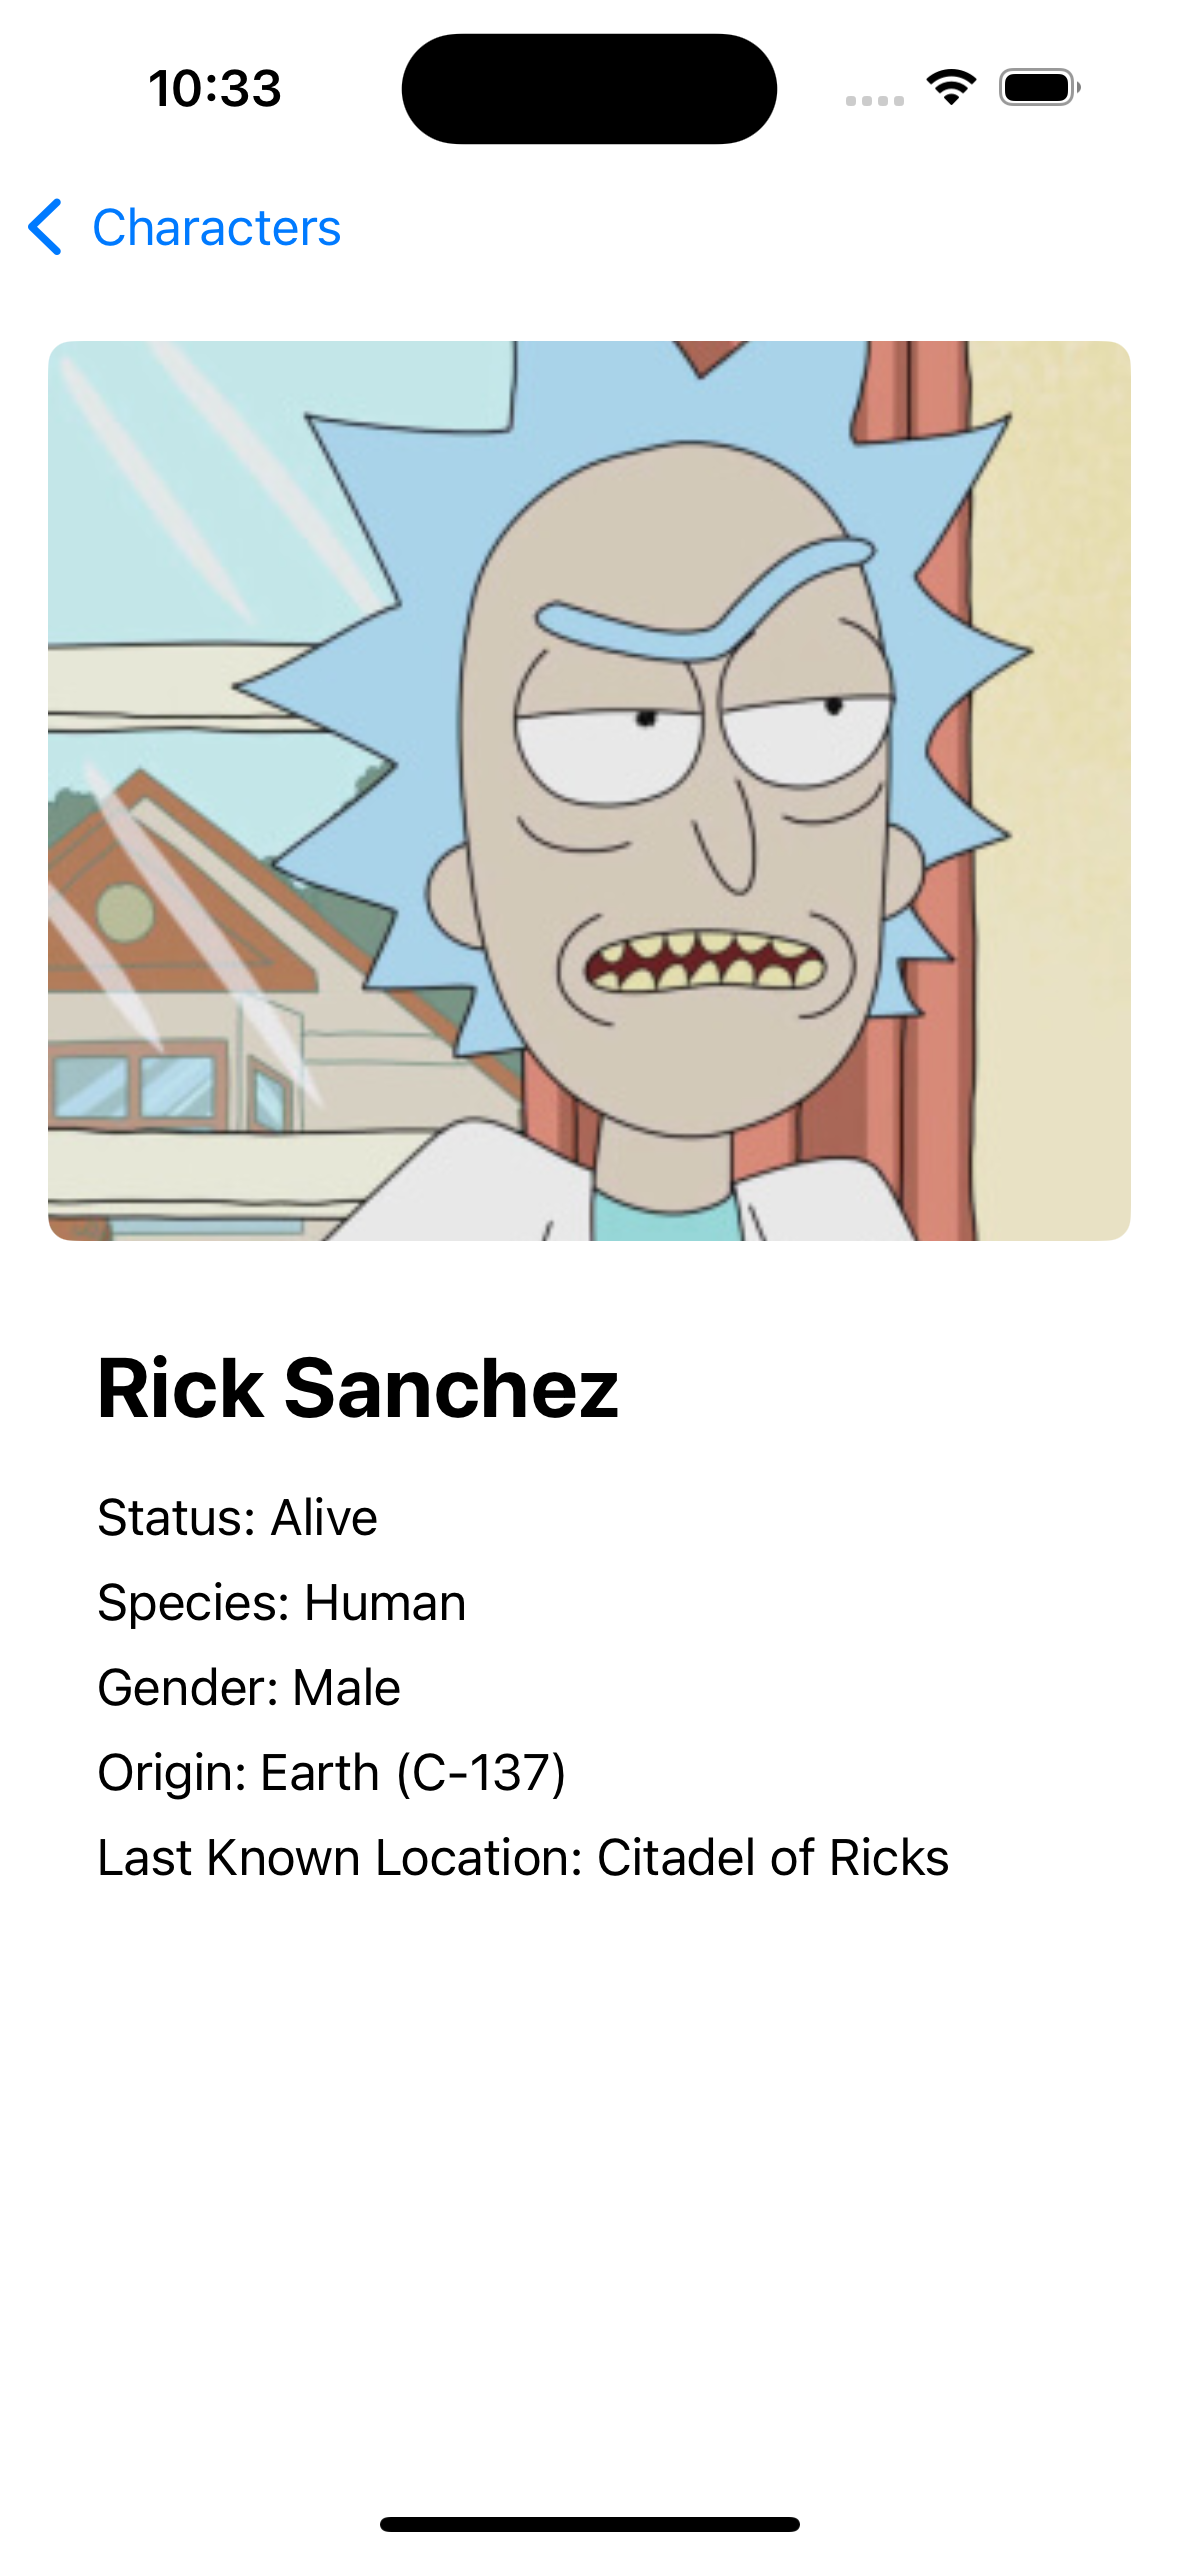 10:33
Characters
Rick Sanchez
Status: Alive
Species: Human
Gender: Male
Origin: Earth (C-137)
Last Known Location: Citadel of Ricks